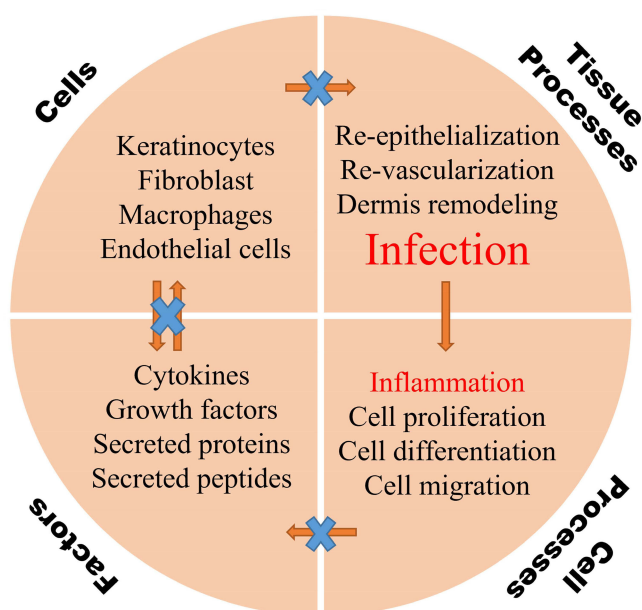 Cells
Keratinocytes
Fibroblast
Macrophages
Endothelial cells
Tissue
Processes
Re-epithelialization
Re-vascularization
Dermis remodeling
Infection
Factors
Cytokines
Growth factors
Secreted proteins
Secreted peptides
Inflammation
Cell proliferation
Cell differentiation
Cell migration
Cell
Processes